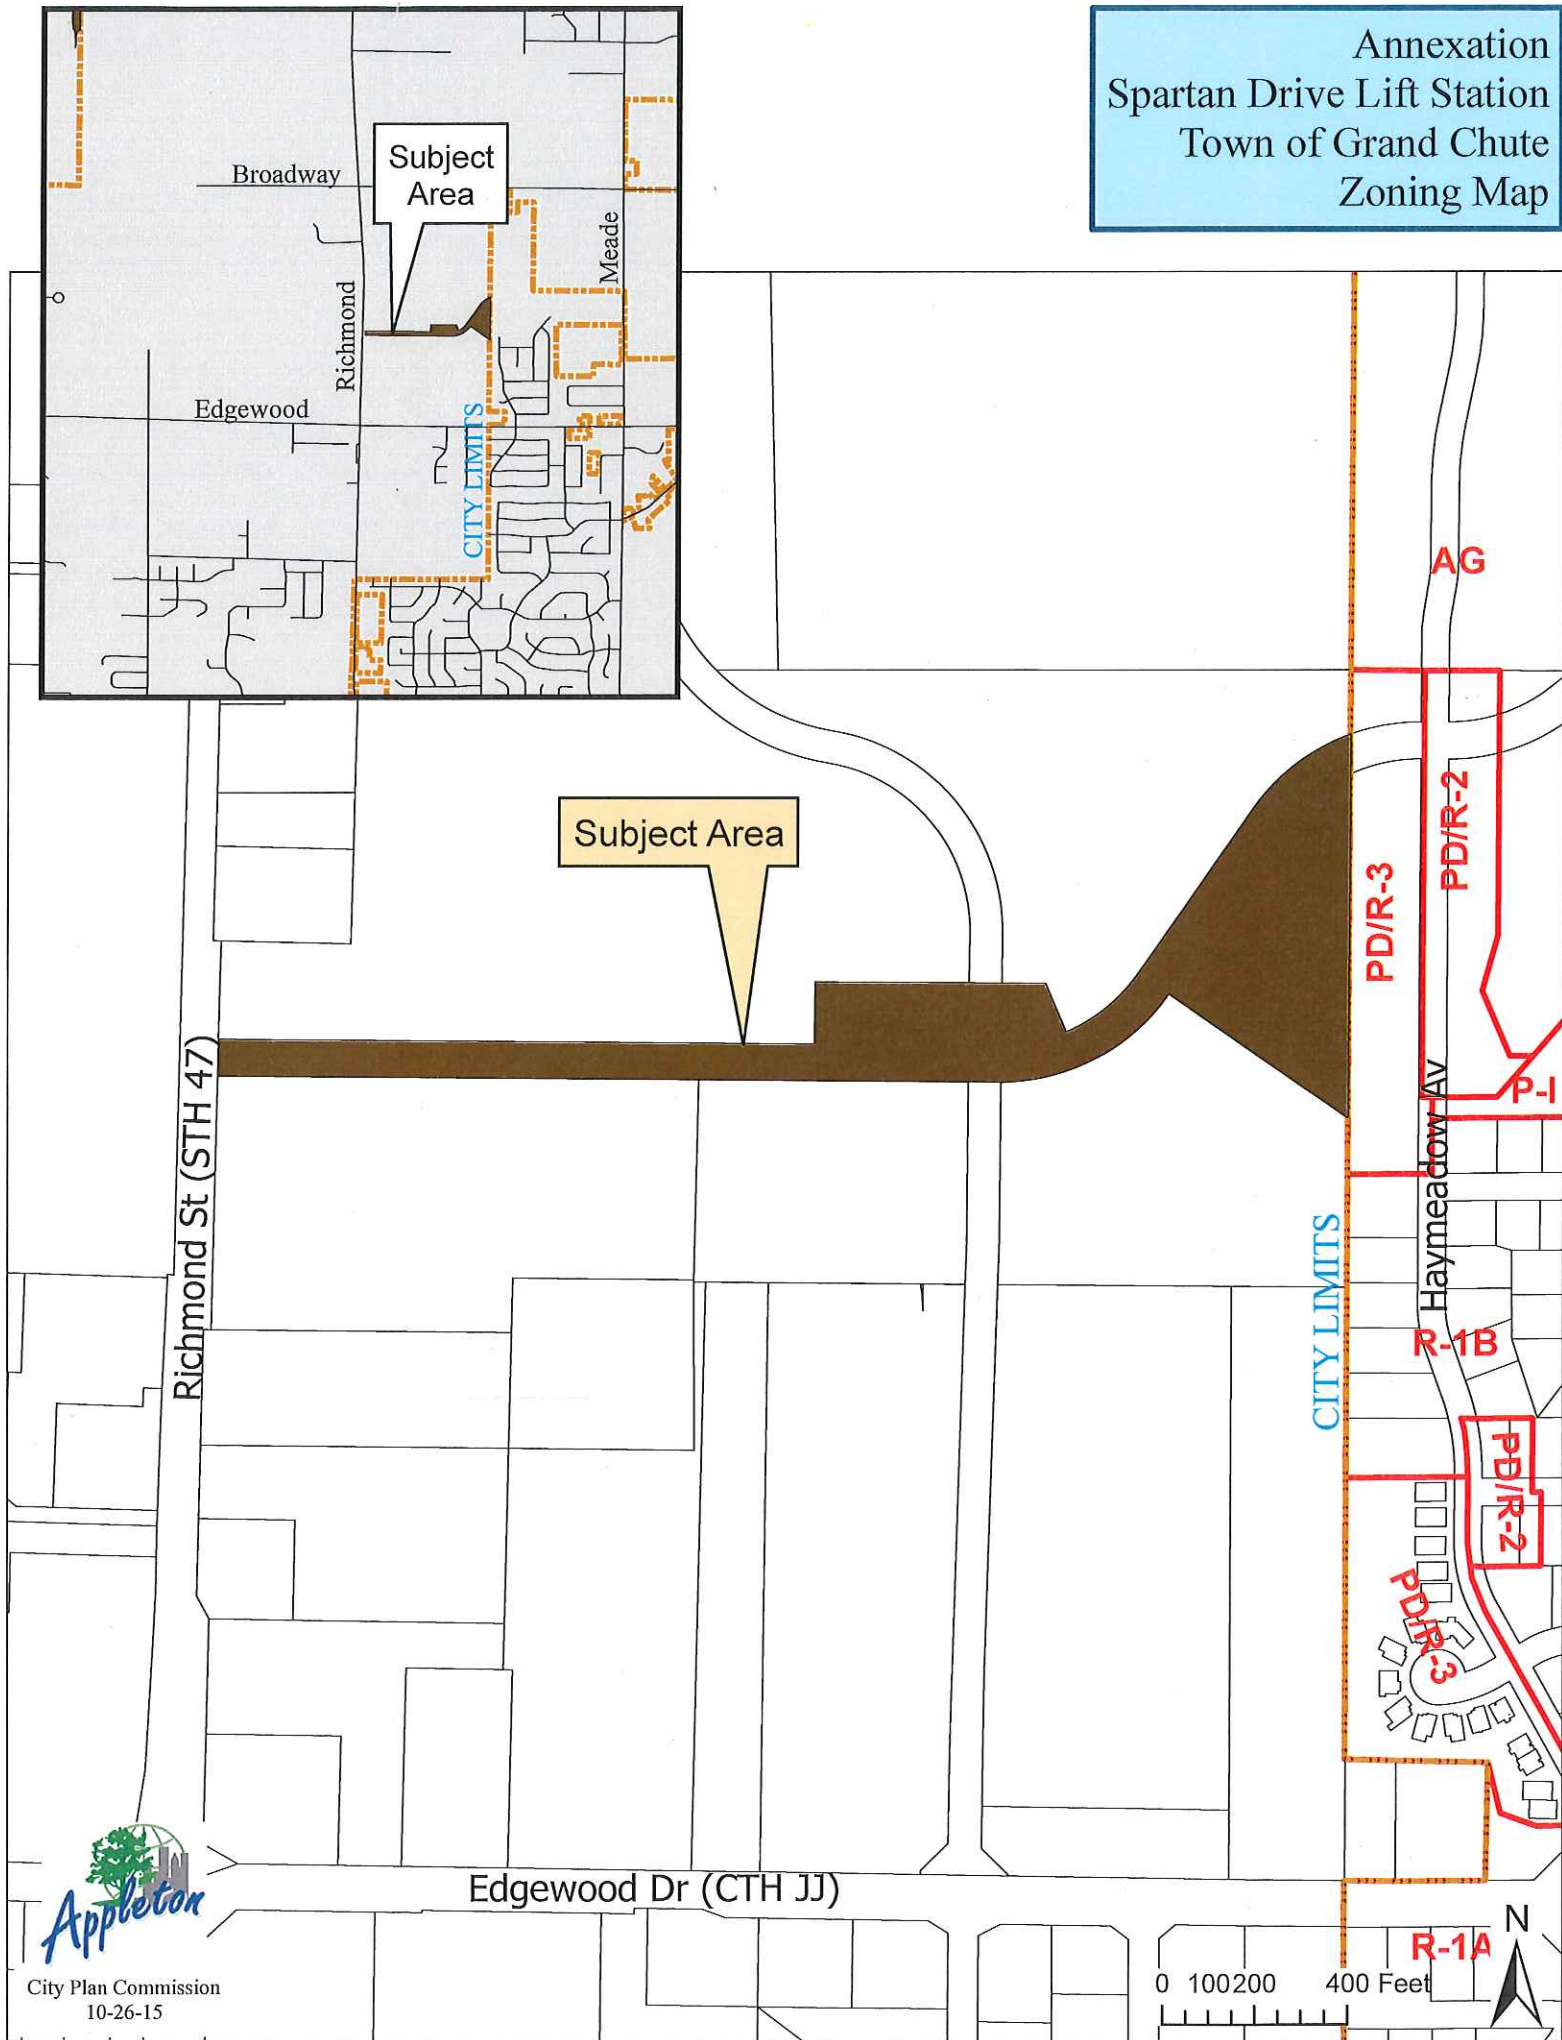 Annexation
Spartan Drive Lift Station
Town of Grand Chute
Zoning Map
Broadway
Subject
Area
Meade
Richmond
Edgewood
CITY LIMITS
AG
PD/R-2
PD/R-3
Subject Area
P-I
Richmond St (STH 47)
Haymeadow Av
CITY LIMITS
R-1B
PD/R-2
PD/R-3
Edgewood Dr (CTH JJ)
Appleton
City Plan Commission
10-26-15
R-1A
N
0 100200 400 Feet